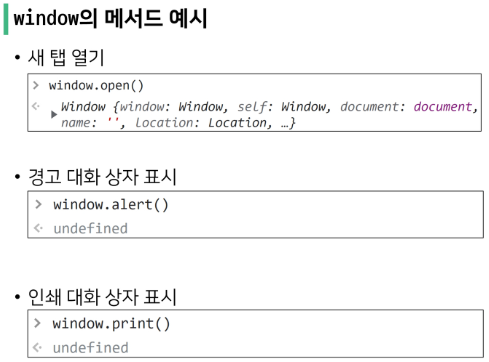 window의 메서드 예시
• 새 탭 열기
> window.open()
<· ▶ Window {window: Window, self: Window, document: document,
name: '', location: Location, …}
• 경고 대화 상자 표시
> window.alert()
<· undefined
• 인쇄 대화 상자 표시
> window.print()
<· undefined